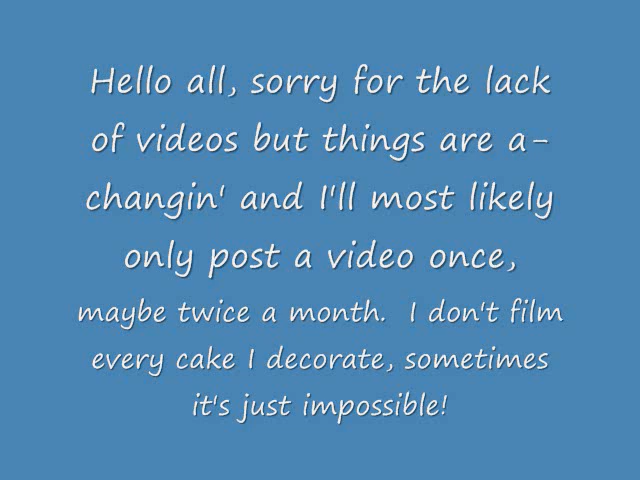 Hello all, sorry for the lack
of videos but things are a-
changin' and I'll most likely
only post a video once,
maybe twice a month.  I don't film
every cake I decorate, sometimes
it's just impossible!